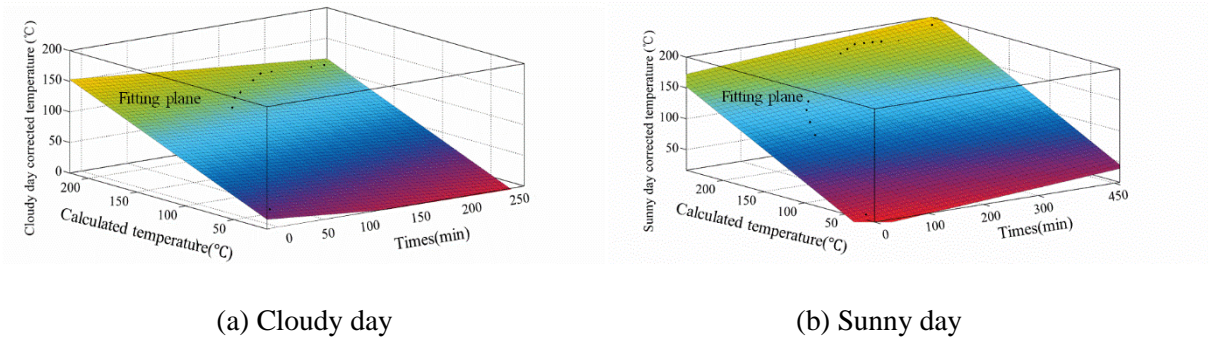 Cloudy day corrected temperature (℃)
200
150
100
50
0
Fitting plane
200
150
100
50
Calculated temperature(℃)
0
50
100
150
200
250
Times(min)
(a) Cloudy day
Sunny day corrected temperature (℃)
200
150
100
50
Fitting plane
200
150
100
50
Calculated temperature(℃)
0
100
200
300
450
Times(min)
(b) Sunny day